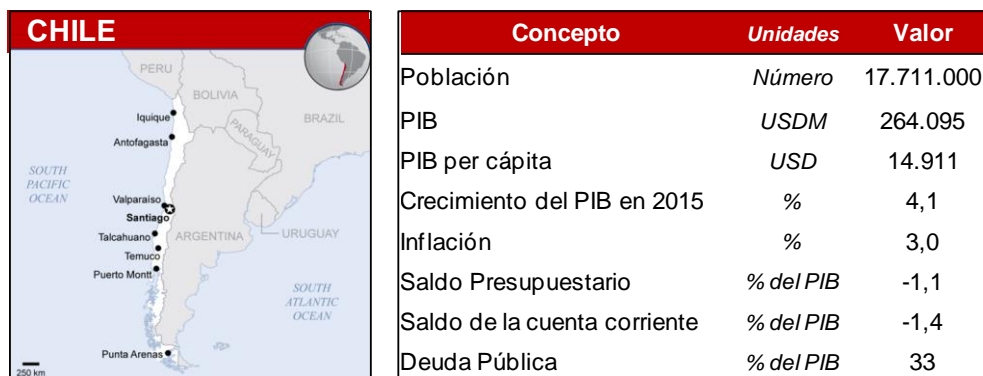 CHILE
PERU
BOLIVIA
Iquique
BRAZIL
PARAGUAY
Antofagasta
SOUTH
PACIFIC
OCEAN
Valparaíso
Santiago
Talcahuano
ARGENTINA
URUGUAY
Temuco
Puerto Montt
SOUTH
ATLANTIC
OCEAN
Punta Arenas
250 km
Concepto Unidades Valor
Población Número 17.711.000
PIB USDM 264.095
PIB per cápita USD 14.911
Crecimiento del PIB en 2015 % 4,1
Inflación % 3,0
Saldo Presupuestario % del PIB -1,1
Saldo de la cuenta corriente % del PIB -1,4
Deuda Pública % del PIB 33